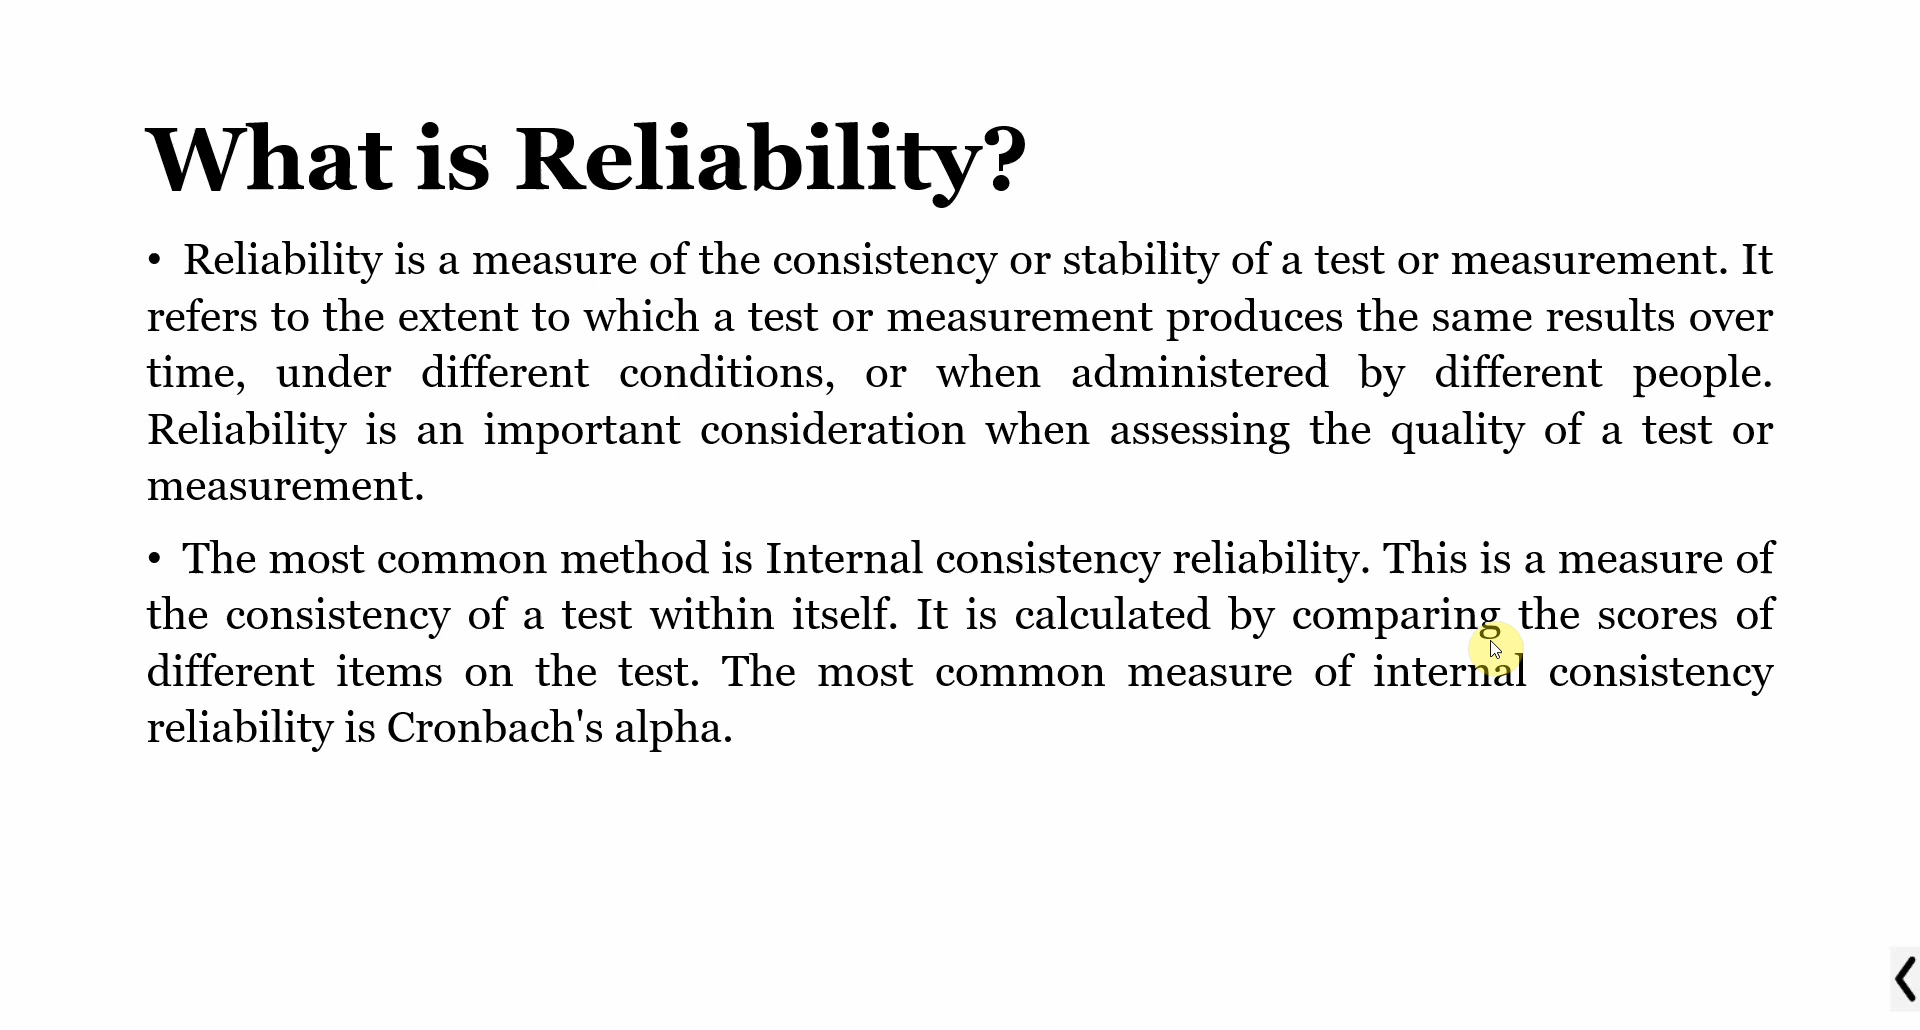 What is Reliability?
• Reliability is a measure of the consistency or stability of a test or measurement. It
refers to the extent to which a test or measurement produces the same results over
time, under different conditions, or when administered by different people.
Reliability is an important consideration when assessing the quality of a test or
measurement.
• The most common method is Internal consistency reliability. This is a measure of
the consistency of a test within itself. It is calculated by comparing the scores of
different items on the test. The most common measure of internal consistency
reliability is Cronbach's alpha.